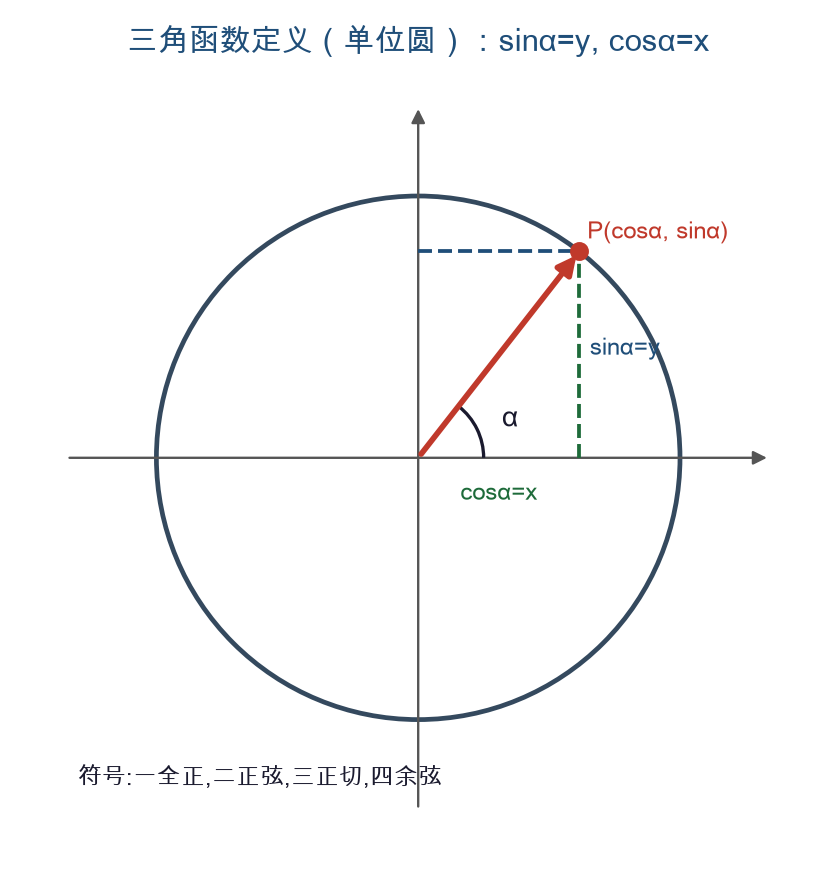 三角函数定义（单位圆）：sinα=y, cosα=x
P(cosα, sinα)
sinα=y
α
cosα=x
符号:一全正,二正弦,三正切,四余弦